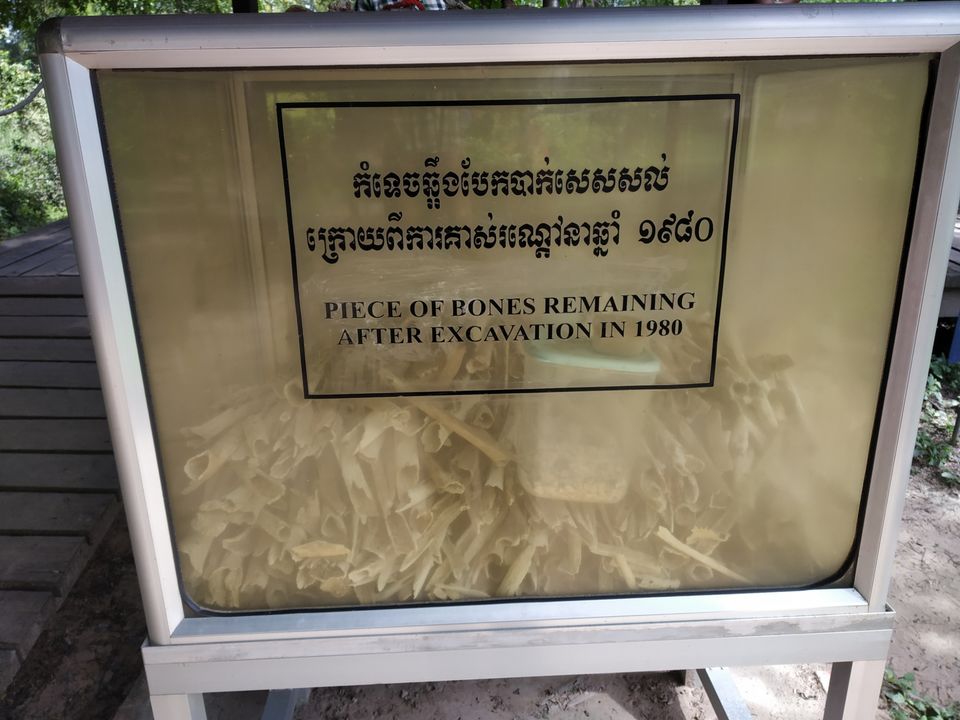 កំទេចឆ្អឹងបែកបាក់សេសសល់
ក្រោយពីការគាស់រណ្ដៅនាឆ្នាំ ១៩៨០
PIECE OF BONES REMAINING
AFTER EXCAVATION IN 1980